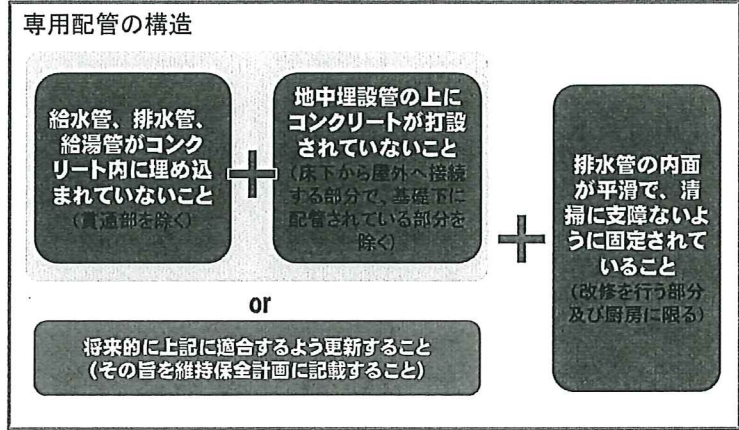 専用配管の構造
給水管、排水管、
給湯管がコンク
リート内に埋め込
まれていないこと
(貫通部を除く)
+
地中埋設管の上に
コンクリートが打設
されていないこと
(床下から屋外へ接続
する部分で、基礎下に
配管されている部分を
除く)
or
将来的に上記に適合するよう更新すること
(その旨を維持保全計画に記載すること)
+
排水管の内面
が平滑で、清
掃に支障ないよ
うに固定されて
いること
(改修を行う部分
及び厨房に限る)